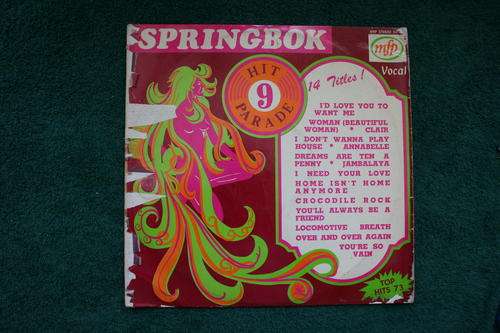 SPRINGBOK
mfp
Vocal
HIT
9
PARADE
14 Titles!
I'D LOVE YOU TO
WANT ME
WOMAN (BEAUTIFUL
WOMAN) * CLAIR
I DON'T WANNA PLAY
HOUSE * ANNABELLE
DREAMS ARE TEN A
PENNY * JAMBALAYA
I NEED YOUR LOVE
HOME ISN'T HOME
ANYMORE
CROCODILE ROCK
YOU'LL ALWAYS BE A
FRIEND
LOCOMOTIVE BREATH
OVER AND OVER AGAIN
YOU'RE SO
VAIN
TOP
HITS 73